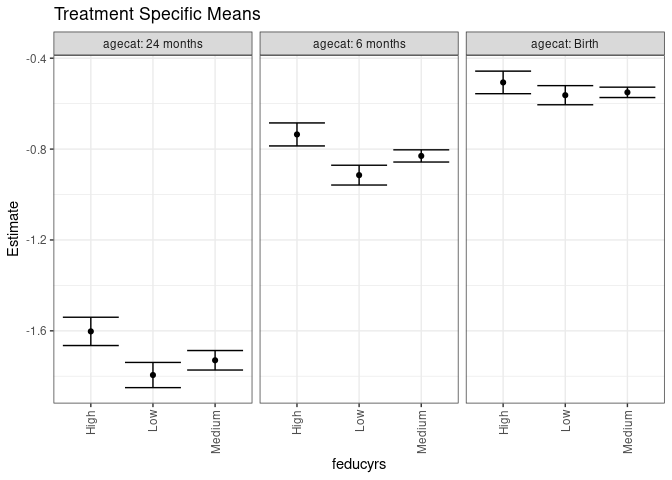 Treatment Specific Means
agecat: 24 months
agecat: 6 months
agecat: Birth
Estimate
-0.4
-0.8
-1.2
-1.6
High
Low
Medium
High
Low
Medium
High
Low
Medium
feducyrs